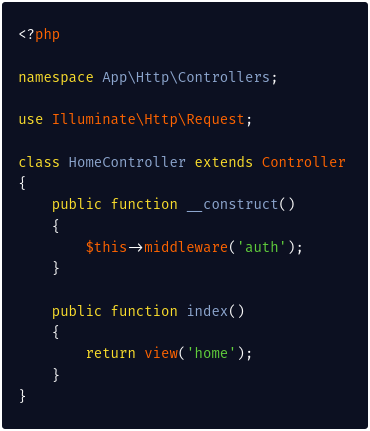 <?php

namespace App\Http\Controllers;

use Illuminate\Http\Request;

class HomeController extends Controller
{
    public function __construct()
    {
        $this->middleware('auth');
    }

    public function index()
    {
        return view('home');
    }
}